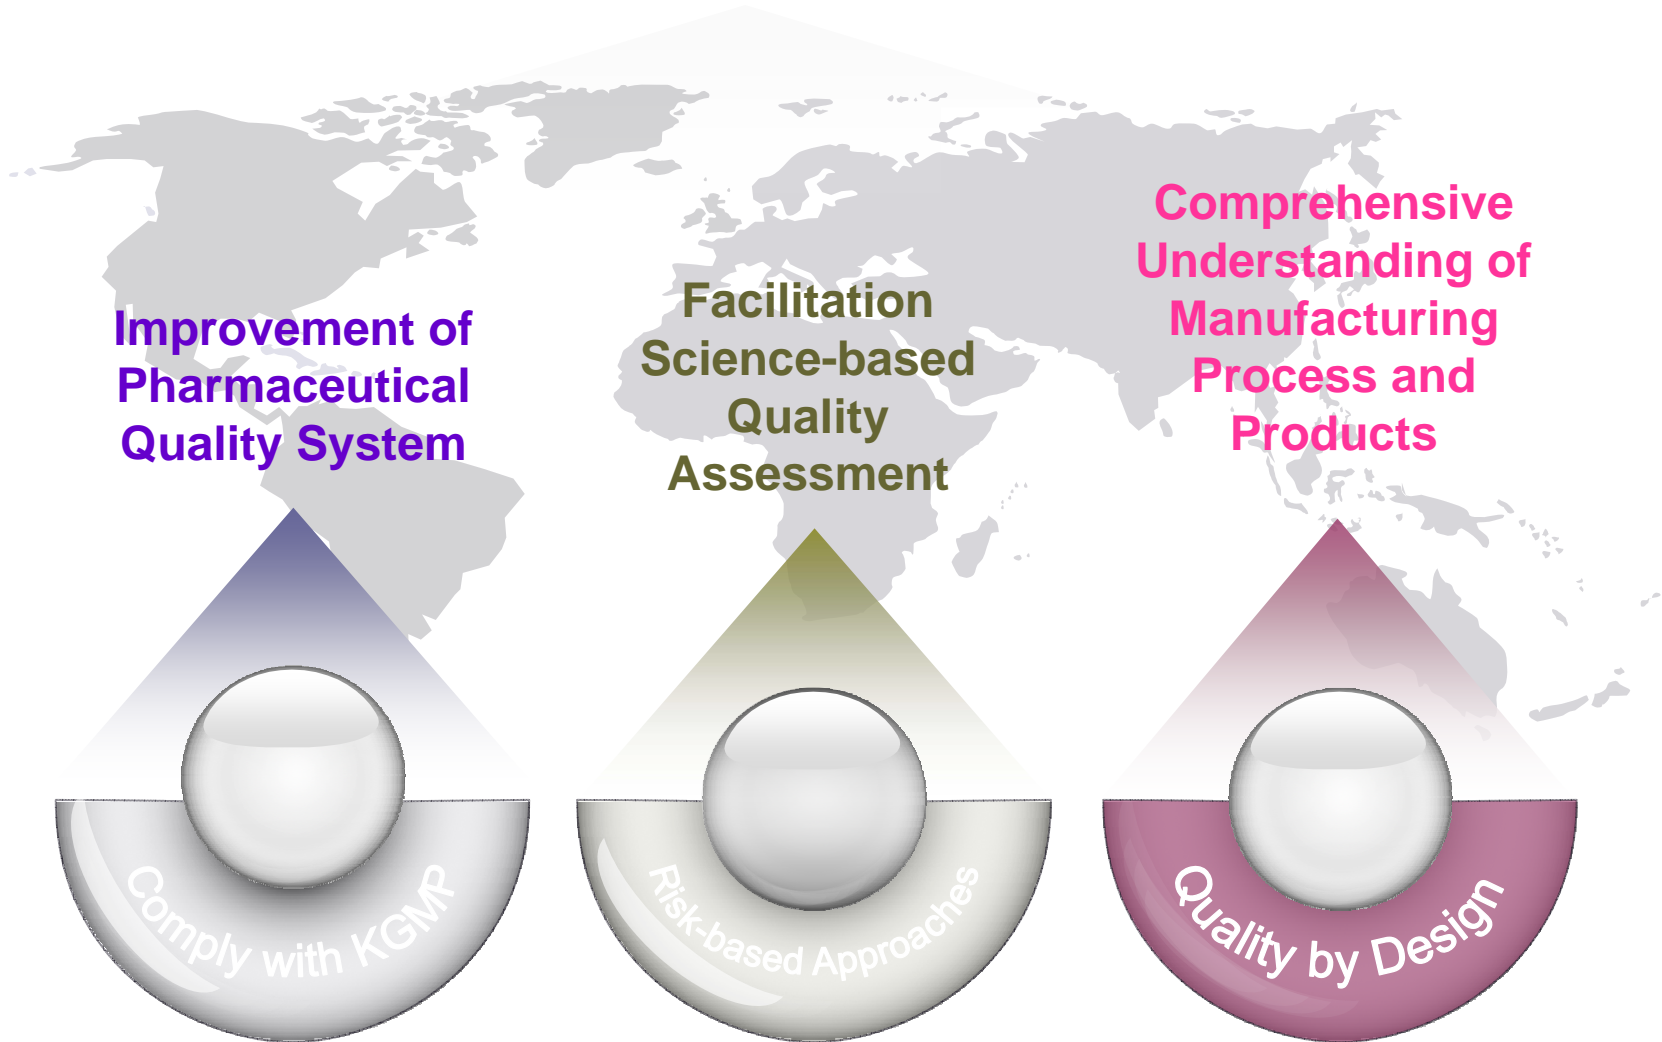 Improvement of
Pharmaceutical
Quality System
Facilitation
Science-based
Quality
Assessment
Comprehensive
Understanding of
Manufacturing
Process and
Products
Comply with KGMP
Risk-based Approaches
Quality by Design